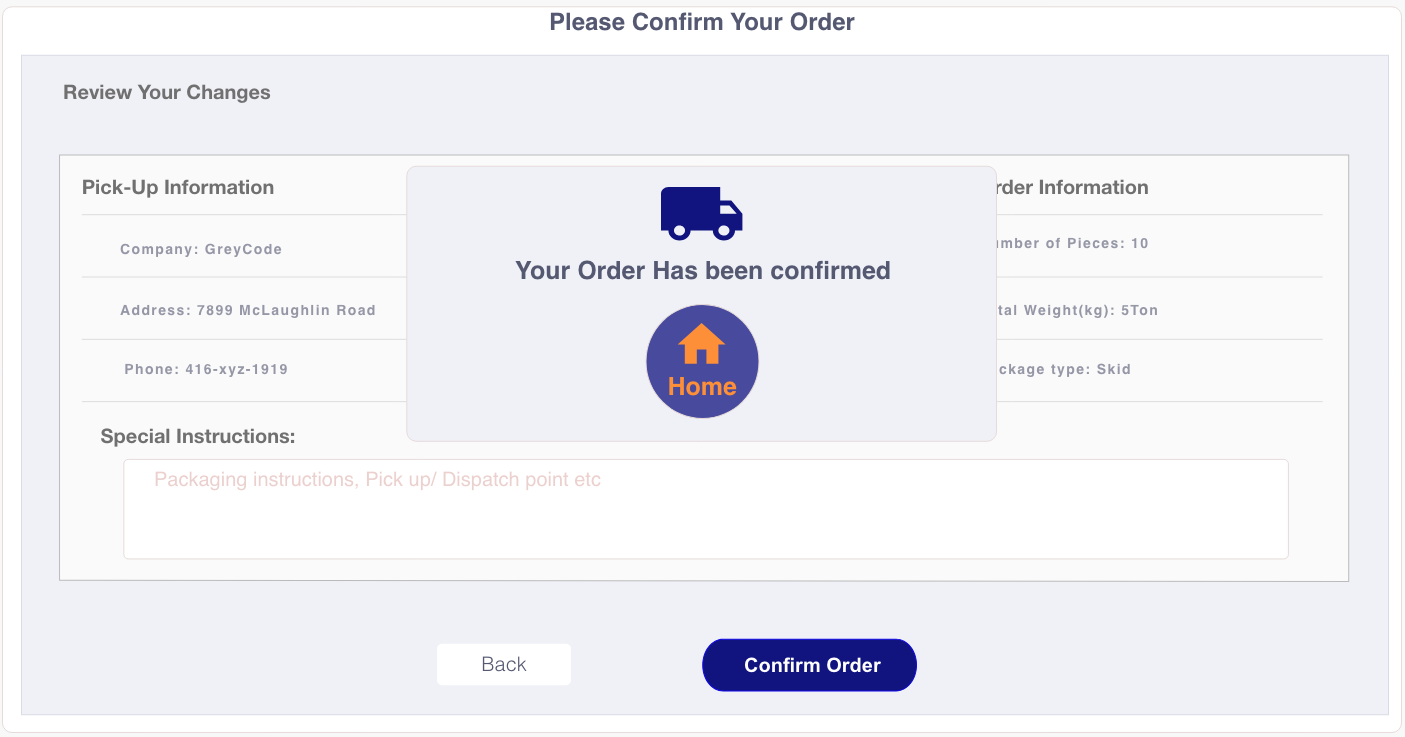 Please Confirm Your Order
Review Your Changes
Pick-Up Information
rder Information
Company: GreyCode
mber of Pieces: 10
Address: 7899 McLaughlin Road
tal Weight(kg): 5Ton
Phone: 416-xyz-1919
ckage type: Skid
Your Order Has been confirmed
Home
Special Instructions:
Packaging instructions, Pick up/ Dispatch point etc
Back
Confirm Order